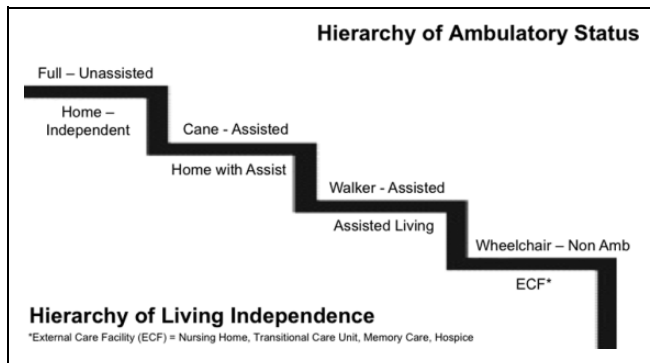 Hierarchy of Ambulatory Status
Full – Unassisted
Home –
Independent
Cane - Assisted
Home with Assist
Walker - Assisted
Assisted Living
Wheelchair – Non Amb
ECF*
Hierarchy of Living Independence
*External Care Facility (ECF) = Nursing Home, Transitional Care Unit, Memory Care, Hospice